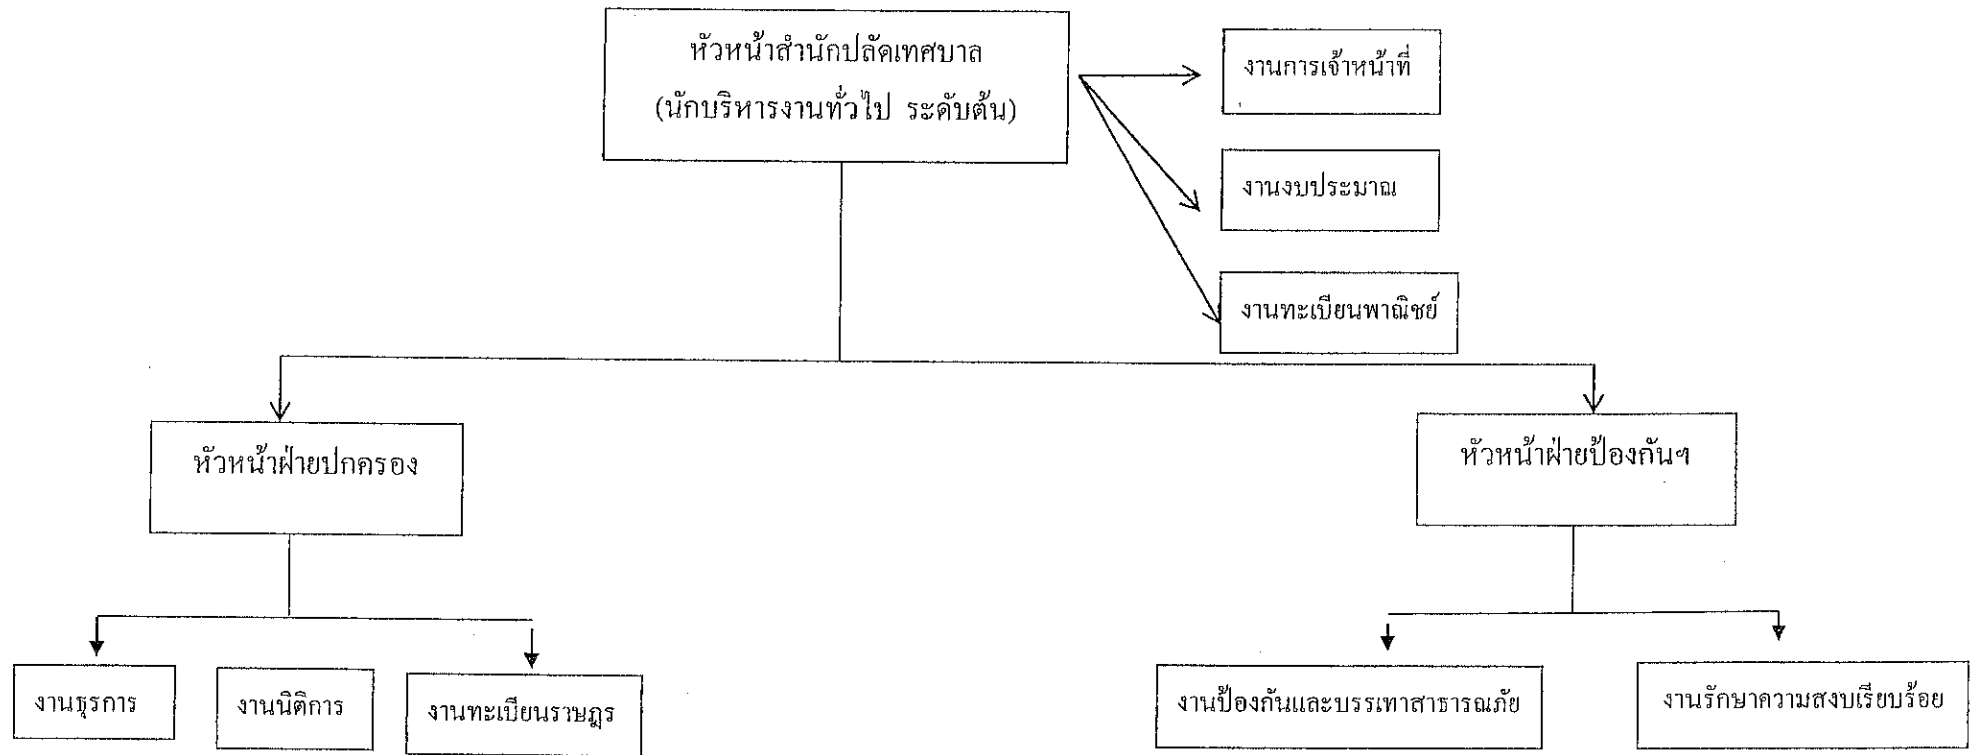 หัวหน้าสำนักปลัดเทศบาล
(นักบริหารงานทั่วไป ระดับต้น)
งานการเจ้าหน้าที่
งานงบประมาณ
งานทะเบียนพาณิชย์
หัวหน้าฝ่ายปกครอง
หัวหน้าฝ่ายป้องกันฯ
งานธุรการ
งานนิติการ
งานทะเบียนราษฎร
งานป้องกันและบรรเทาสาธารณภัย
งานรักษาความสงบเรียบร้อย